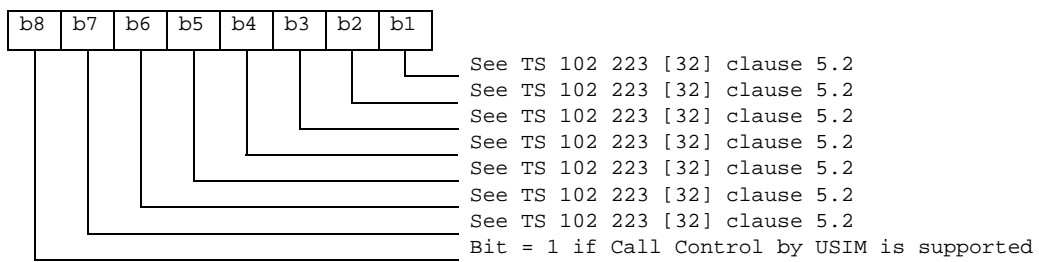 b8 b7 b6 b5 b4 b3 b2 b1
See TS 102 223 [32] clause 5.2
See TS 102 223 [32] clause 5.2
See TS 102 223 [32] clause 5.2
See TS 102 223 [32] clause 5.2
See TS 102 223 [32] clause 5.2
See TS 102 223 [32] clause 5.2
See TS 102 223 [32] clause 5.2
Bit = 1 if Call Control by USIM is supported